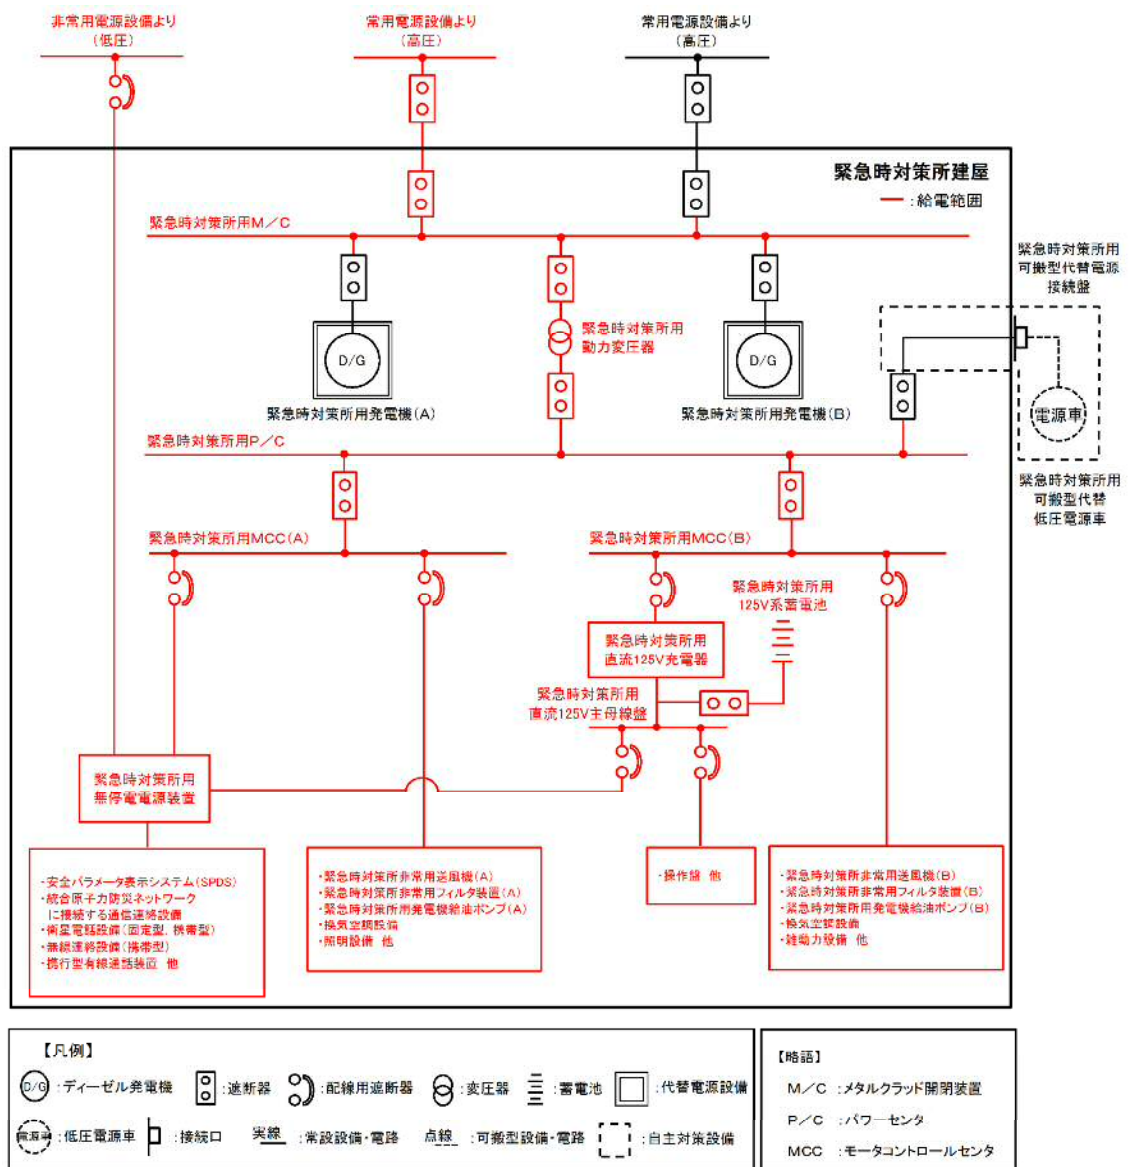 非常用電源設備より
(低圧)
常用電源設備より
(高圧)
常用電源設備より
(高圧)
緊急時対策所建屋
:給電範囲
緊急時対策所用M/C
緊急時対策所用
可搬型代替電源
接続盤
緊急時対策所用
動力変圧器
D/G
D/G
緊急時対策所用発電機(A)
緊急時対策所用発電機(B)
電源車
緊急時対策所用P/C
緊急時対策所用
可搬型代替
低圧電源車
緊急時対策所用MCC(A)
緊急時対策所用MCC(B)
緊急時対策所用
125V系蓄電池
緊急時対策所用
直流125V充電器
緊急時対策所用
直流125V主母線盤
緊急時対策所用
無停電電源装置
・安全パラメータ表示システム(SPDS)
・統合原子力防災ネットワーク
に接続する通信連絡設備
・衛星電話設備(固定型、携帯型)
・無線連絡設備(携帯型)
・携行型有線通話装置 他
・緊急時対策所非常用送風機(A)
・緊急時対策所非常用フィルタ装置(A)
・緊急時対策所用発電機給油ポンプ(A)
・換気空調設備
・照明設備 他
・操作盤 他
・緊急時対策所非常用送風機(B)
・緊急時対策所非常用フィルタ装置(B)
・緊急時対策所用発電機給油ポンプ(B)
・換気空調設備
・雑動力設備 他
【凡例】
D/G :ディーゼル発電機
:遮断器
:配線用遮断器
:変圧器
:蓄電池
:代替電源設備
電源車 :低圧電源車
:接続口
実線 :常設設備・電路
点線 :可搬型設備・電路
:自主対策設備
【略語】
M/C :メタルクラッド開閉装置
P/C :パワーセンタ
MCC :モータコントロールセンタ